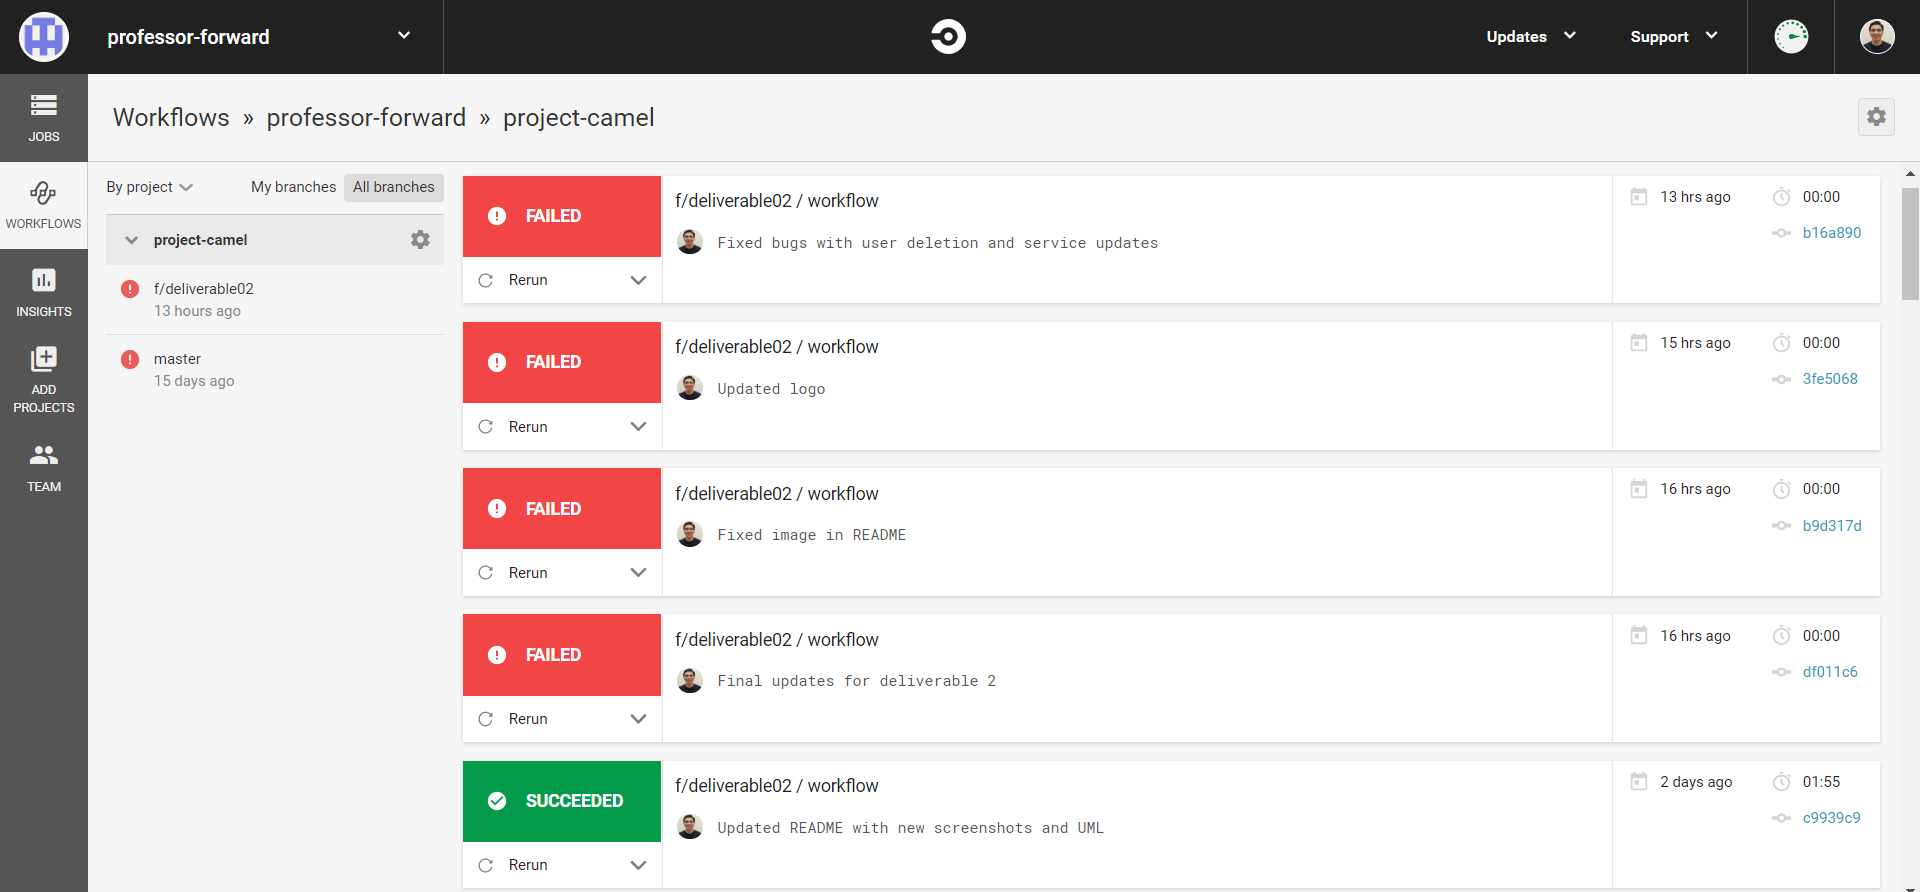 professor-forward
Updates
Support
JOBS
WORKFLOWS
INSIGHTS
ADD
PROJECTS
TEAM
Workflows » professor-forward » project-camel
By project
My branches
All branches
project-camel
f/deliverable02
13 hours ago
master
15 days ago
FAILED
Rerun
f/deliverable02 / workflow
Fixed bugs with user deletion and service updates
13 hrs ago
00:00
b16a890
FAILED
Rerun
f/deliverable02 / workflow
Updated logo
15 hrs ago
00:00
3fe5068
FAILED
Rerun
f/deliverable02 / workflow
Fixed image in README
16 hrs ago
00:00
b9d317d
FAILED
Rerun
f/deliverable02 / workflow
Final updates for deliverable 2
16 hrs ago
00:00
df011c6
SUCCEEDED
Rerun
f/deliverable02 / workflow
Updated README with new screenshots and UML
2 days ago
01:55
c9939c9